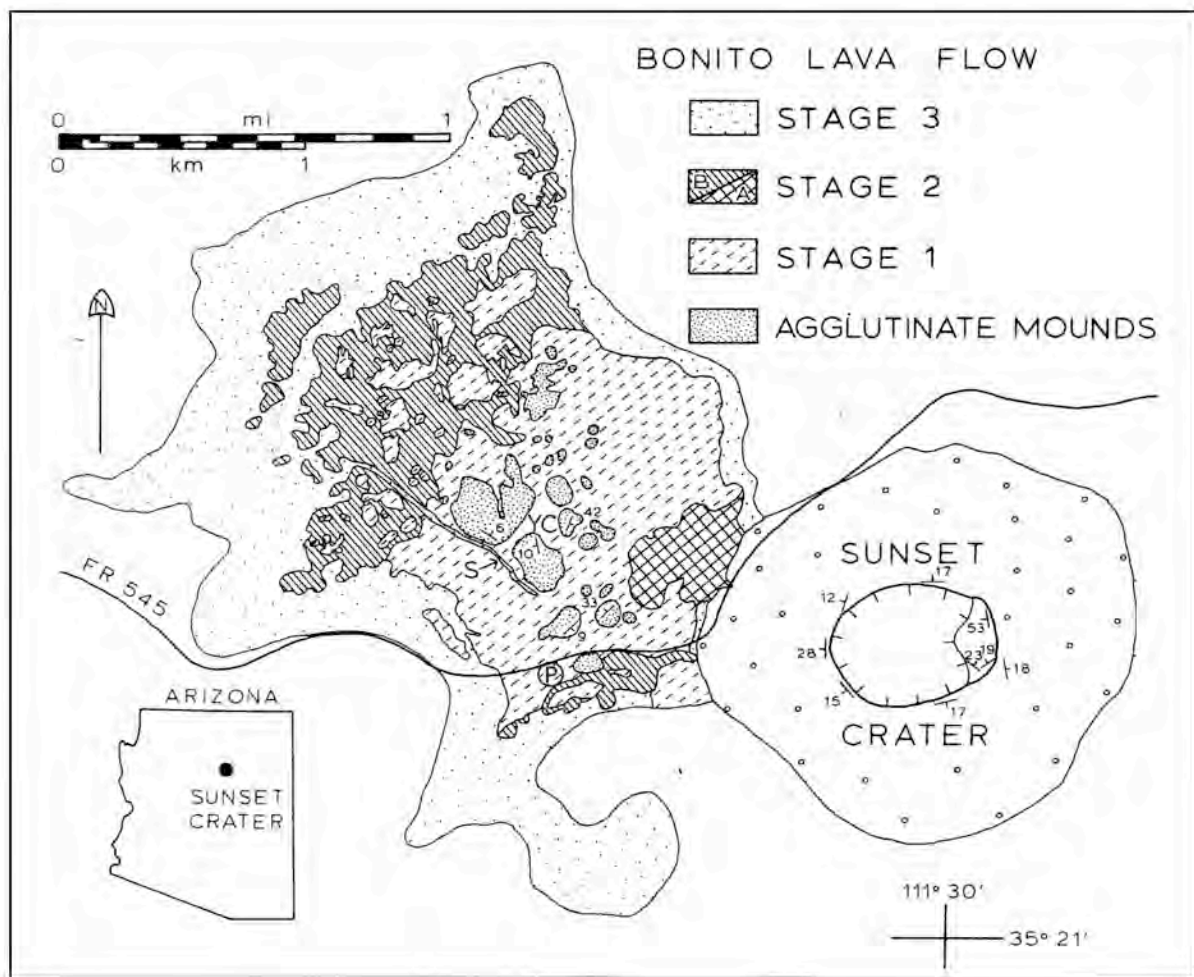 BONITO LAVA FLOW
0 mi 1
0 km 1
STAGE 3
B A STAGE 2
STAGE 1
AGGLUTINATE MOUNDS
N
42
6
YC
10
S
33
9
FR 545
P
SUNSET
17
12
53
28
23 19
18
15
17
CRATER
ARIZONA
SUNSET
CRATER
111° 30'
35° 21'